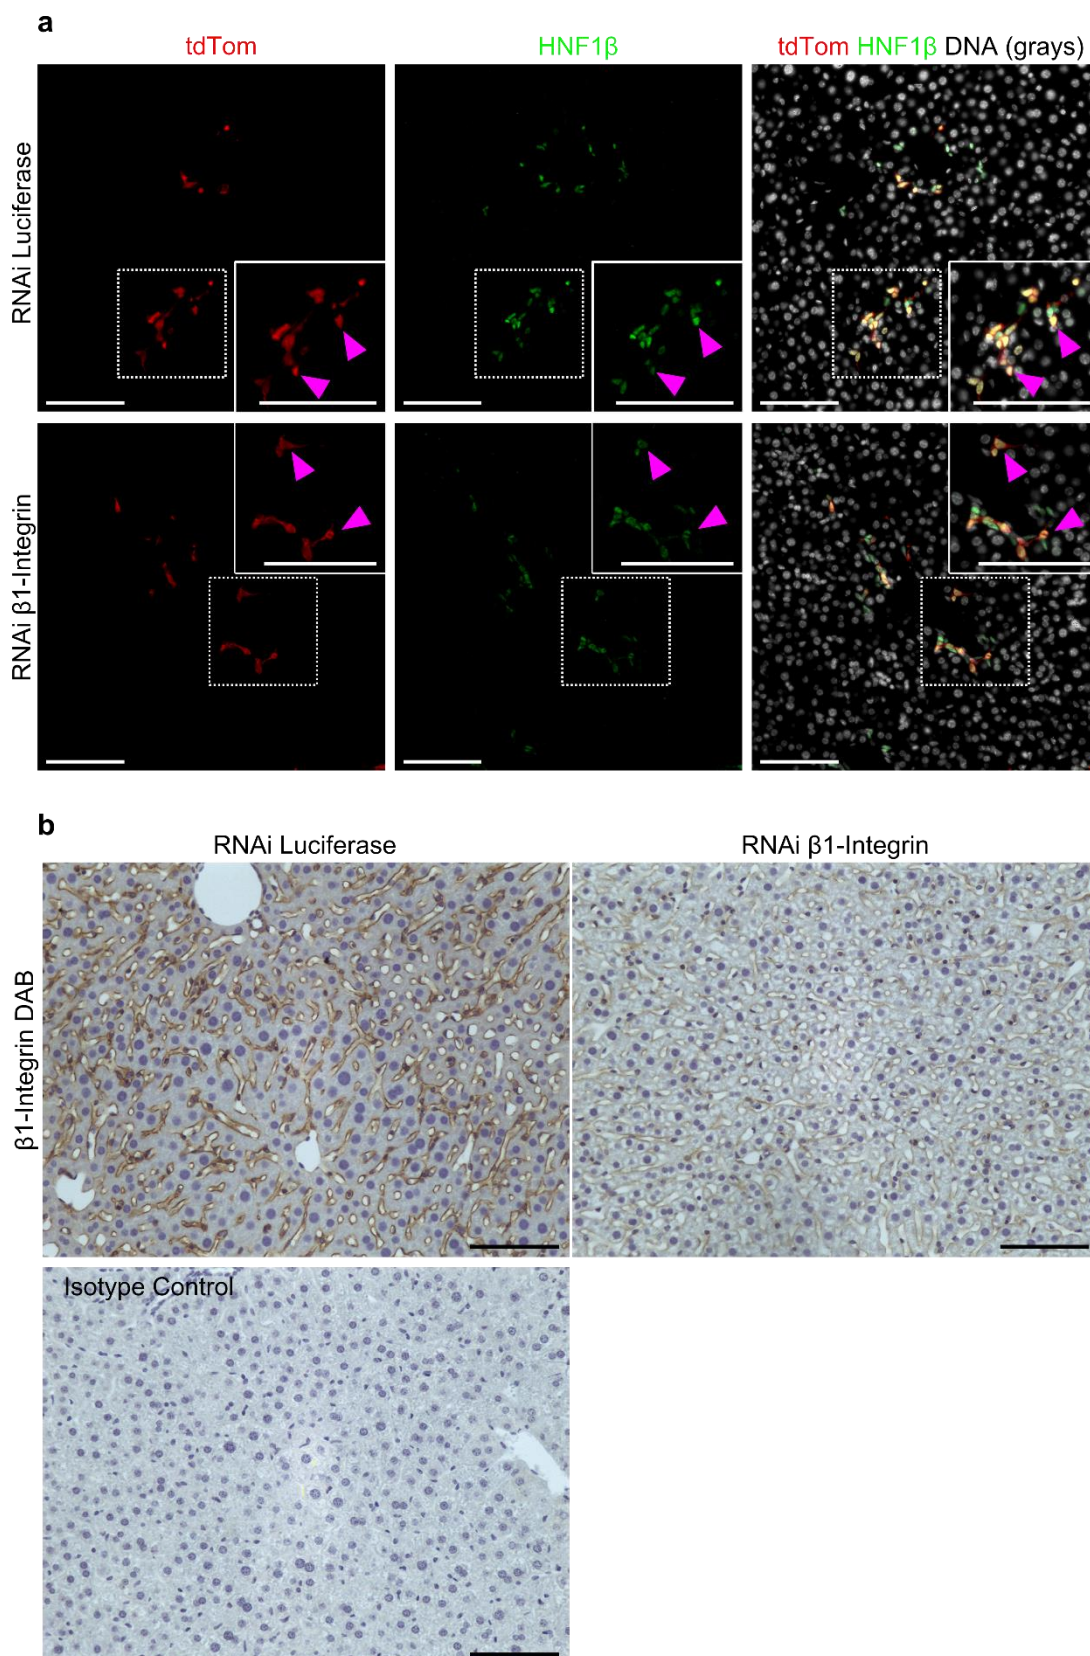 a
tdTom
HNF1β
tdTom HNF1β DNA (grays)
RNAi Luciferase
RNAi β1-Integrin
b
RNAi Luciferase
RNAi β1-Integrin
β1-Integrin DAB
Isotype Control